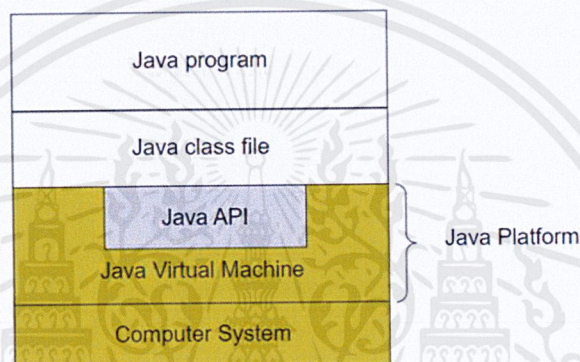 Java program
Java class file
Java API
Java Platform
Java Virtual Machine
Computer System